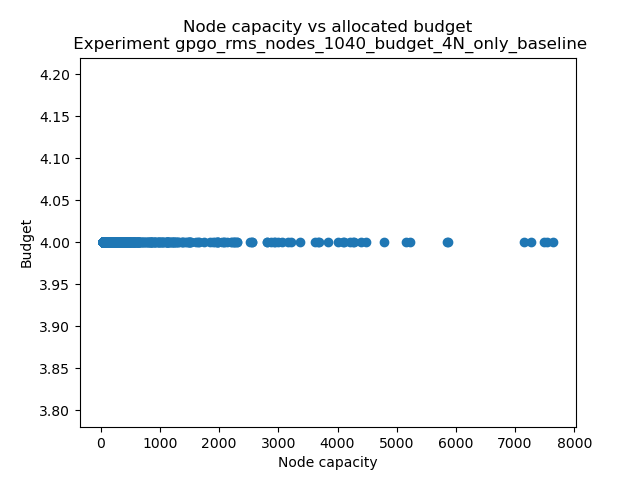 Node capacity vs allocated budget
Experiment gpgo_rms_nodes_1040_budget_4N_only_baseline
4.20
4.15
4.10
4.05
4.00
3.95
3.90
3.85
3.80
Budget
0 1000 2000 3000 4000 5000 6000 7000 8000
Node capacity